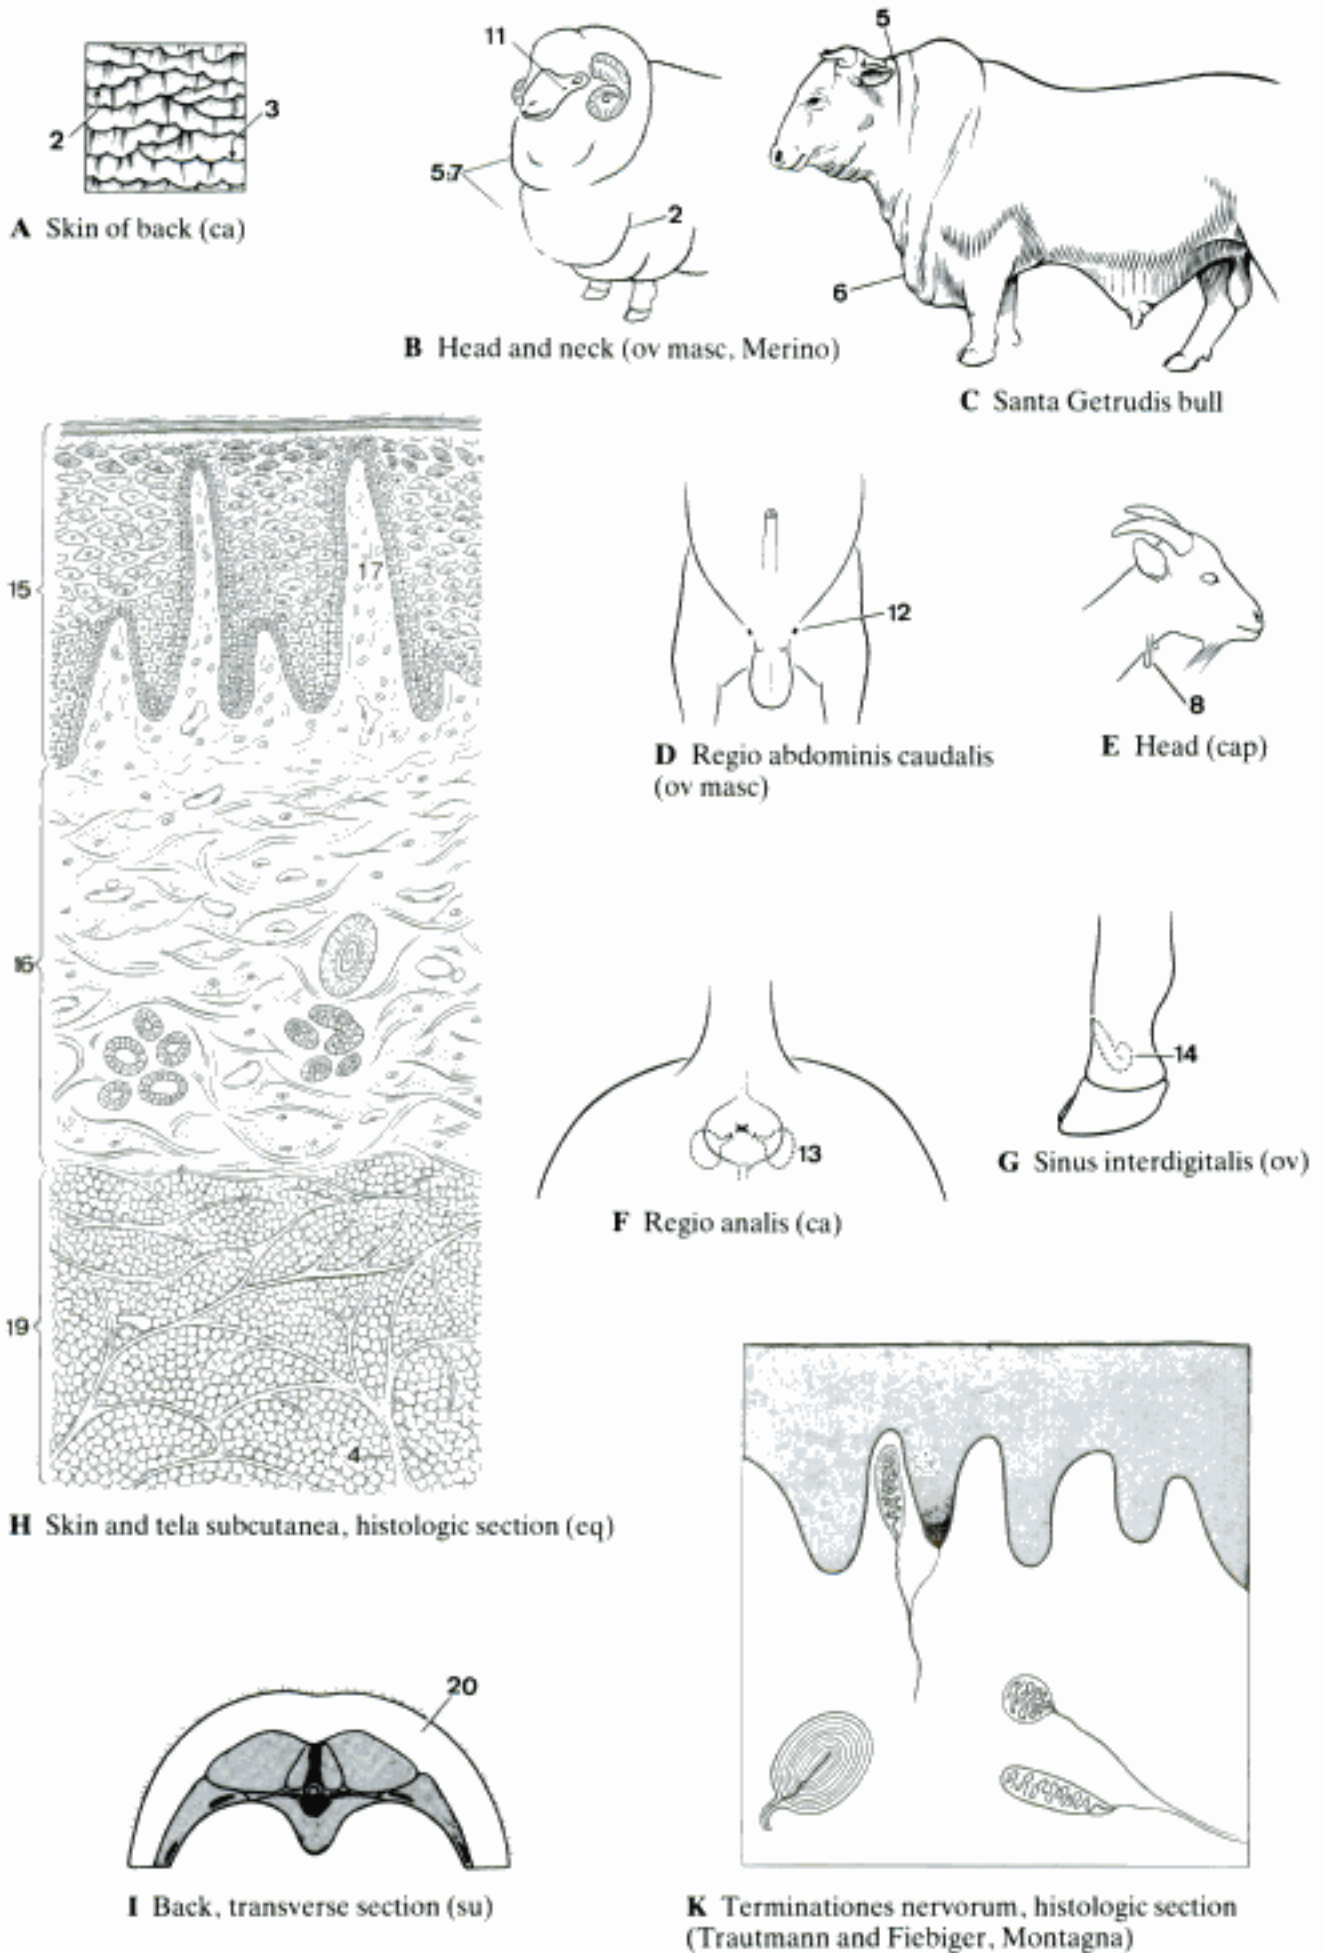 11
5
2
3
5.7
2
6
A Skin of back (ca)
B Head and neck (ov masc, Merino)
C Santa Getrudis bull
15
17
12
8
D Regio abdominis caudalis
(ov masc)
E Head (cap)
16
14
13
G Sinus interdigitalis (ov)
F Regio analis (ca)
19
4
H Skin and tela subcutanea, histologic section (eq)
20
I Back, transverse section (su)
K Terminationes nervorum, histologic section
(Trautmann and Fiebiger, Montagna)